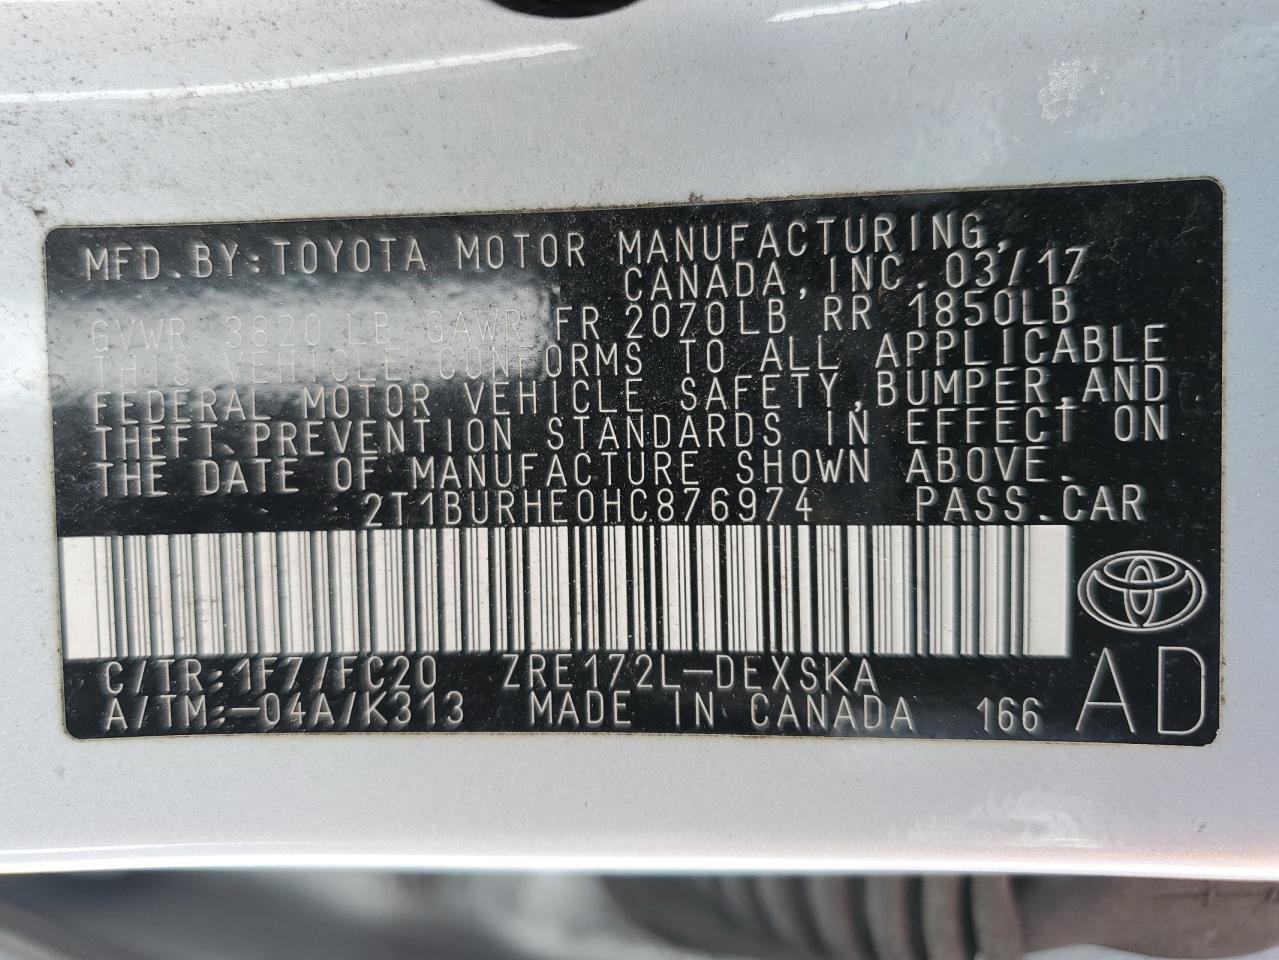 MFD.BY:TOYOTA MOTOR MANUFACTURING,
CANADA,INC.03/17
GVWR 3820 LB GAWR FR 2070LB RR 1850LB
THIS VEHICLE CONFORMS TO ALL APPLICABLE
FEDERAL MOTOR VEHICLE SAFETY,BUMPER,AND
THEFT PREVENTION STANDARDS IN EFFECT ON
THE DATE OF MANUFACTURE SHOWN ABOVE.
2T1BURHE0HC876974 PASS.CAR
C/TR:1F7/FC20 ZRE172L-DEXSKA
A/TM:-04A/K313 MADE IN CANADA 166 AD